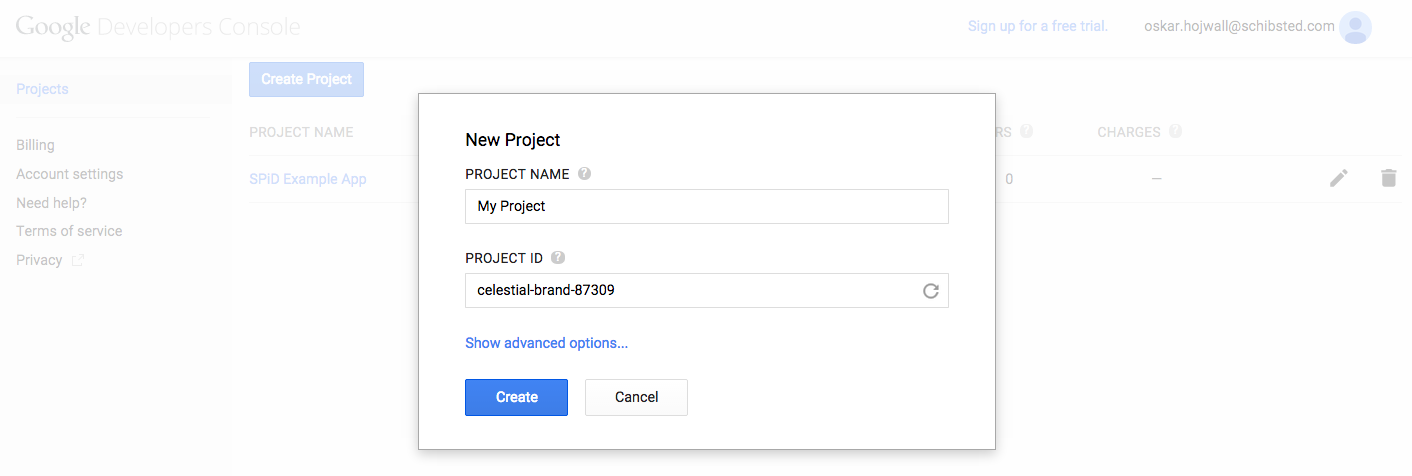 Google Developers Console
Sign up for a free trial.
oskar.hojwall@schibsted.com
Projects
Billing
Account settings
Need help?
Terms of service
Privacy
Create Project
PROJECT NAME
RS ?
CHARGES ?
SPiD Example App
0
—
New Project
PROJECT NAME ?
My Project
PROJECT ID ?
celestial-brand-87309
Show advanced options...
Create
Cancel